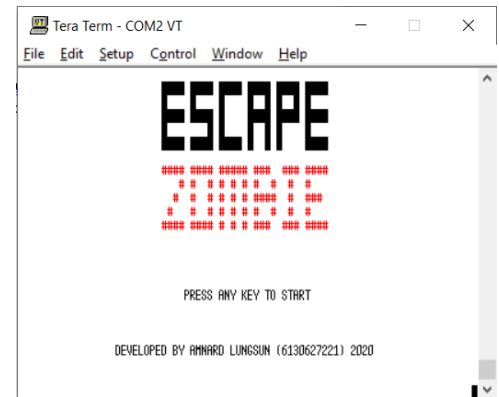 Tera Term - COM2 VT
File Edit Setup Control Window Help
ESCAPE
ZOMBIE
PRESS ANY KEY TO START
DEVELOPED BY AMNARD LUNGSUN (6130627221) 2020